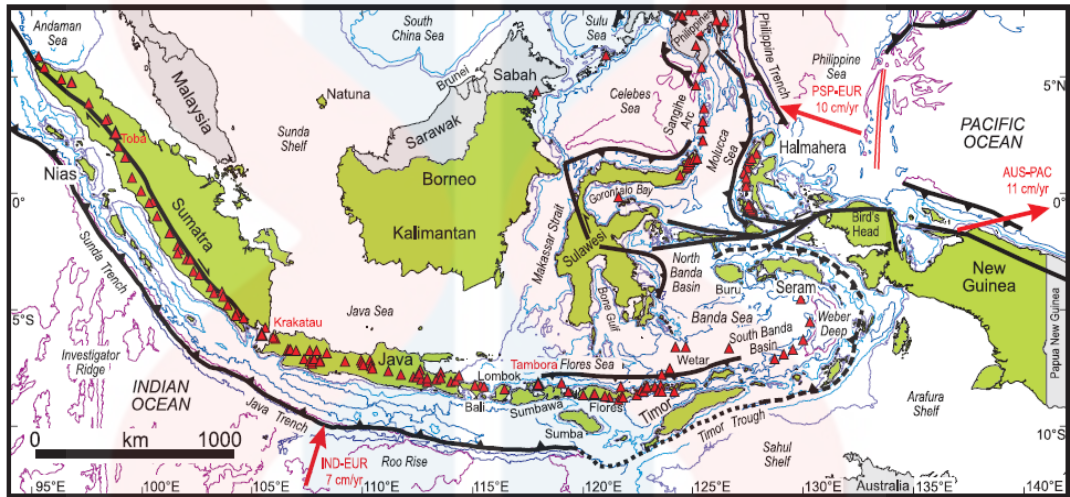 Andaman
Sea
South
China Sea
Sulu
Sea
Philippines
Philippine Trench
Philippine
Sea
PSP-EUR
10 cm/yr
PACIFIC
OCEAN
AUS-PAC
11 cm/yr
Malaysia
Natuna
Brunei
Sabah
Sarawak
Celebes
Sea
Sangihe
Arc
Molucca
Sea
Halmahera
Toba
Sunda
Shelf
Nias
Sumatra
Borneo
Kalimantan
Gorontalo Bay
Makassar Strait
Sulawesi
Bone Gulf
North
Banda
Basin
Buru
Seram
Bird's
Head
New
Guinea
Papua New Guinea
Sunda Trench
Java Sea
Banda Sea
Weber
Deep
South Banda
Basin
Krakatau
Java
Tambora
Flores Sea
Wetar
Lombok
Bali
Sumbawa
Flores
Timor
Sumba
Timor Trough
Arafura
Shelf
Sahul
Shelf
Australia
Investigator
Ridge
INDIAN
OCEAN
Java Trench
Roo Rise
IND-EUR
7 cm/yr
0 km 1000
5°N
0°
10°S
0°
5°S
95°E 100°E 105°E 110°E 115°E 120°E 125°E 130°E 135°E 140°E